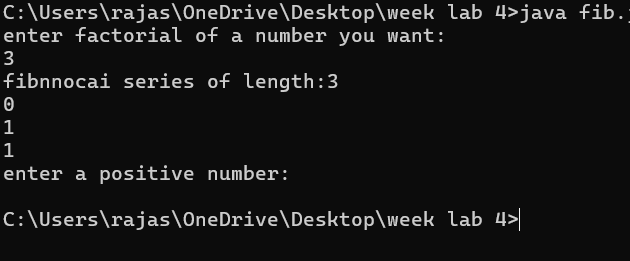 C:\Users\rajas\OneDrive\Desktop\week lab 4>java fib.
enter factorial of a number you want:
3
fibnnocai series of length:3
0
1
1
enter a positive number:
C:\Users\rajas\OneDrive\Desktop\week lab 4>